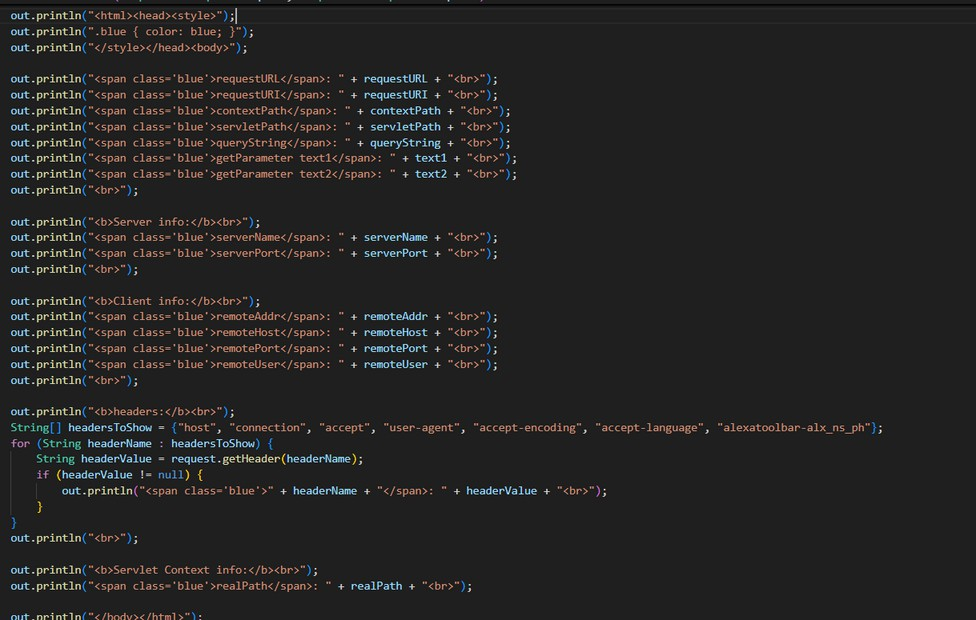 out.println("<html><head><style>");
out.println(".blue { color: blue; }");
out.println("</style></head><body>");
out.println("<span class='blue'>requestURL</span>: " + requestURL + "<br>");
out.println("<span class='blue'>requestURI</span>: " + requestURI + "<br>");
out.println("<span class='blue'>contextPath</span>: " + contextPath + "<br>");
out.println("<span class='blue'>servletPath</span>: " + servletPath + "<br>");
out.println("<span class='blue'>queryString</span>: " + queryString + "<br>");
out.println("<span class='blue'>getParameter text1</span>: " + text1 + "<br>");
out.println("<span class='blue'>getParameter text2</span>: " + text2 + "<br>");
out.println("<br>");
out.println("<b>Server info:</b><br>");
out.println("<span class='blue'>serverName</span>: " + serverName + "<br>");
out.println("<span class='blue'>serverPort</span>: " + serverPort + "<br>");
out.println("<br>");
out.println("<b>Client info:</b><br>");
out.println("<span class='blue'>remoteAddr</span>: " + remoteAddr + "<br>");
out.println("<span class='blue'>remoteHost</span>: " + remoteHost + "<br>");
out.println("<span class='blue'>remotePort</span>: " + remotePort + "<br>");
out.println("<span class='blue'>remoteUser</span>: " + remoteUser + "<br>");
out.println("<br>");
out.println("<b>headers:</b><br>");
String[] headersToShow = {"host", "connection", "accept", "user-agent", "accept-encoding", "accept-language", "alexatoolbar-alx_ns_ph"};
for (String headerName : headersToShow) {
    String headerValue = request.getHeader(headerName);
    if (headerValue != null) {
        out.println("<span class='blue'>" + headerName + "</span>: " + headerValue + "<br>");
    }
}
out.println("<br>");
out.println("<b>Servlet Context info:</b><br>");
out.println("<span class='blue'>realPath</span>: " + realPath + "<br>");
out.println("</body></html>");